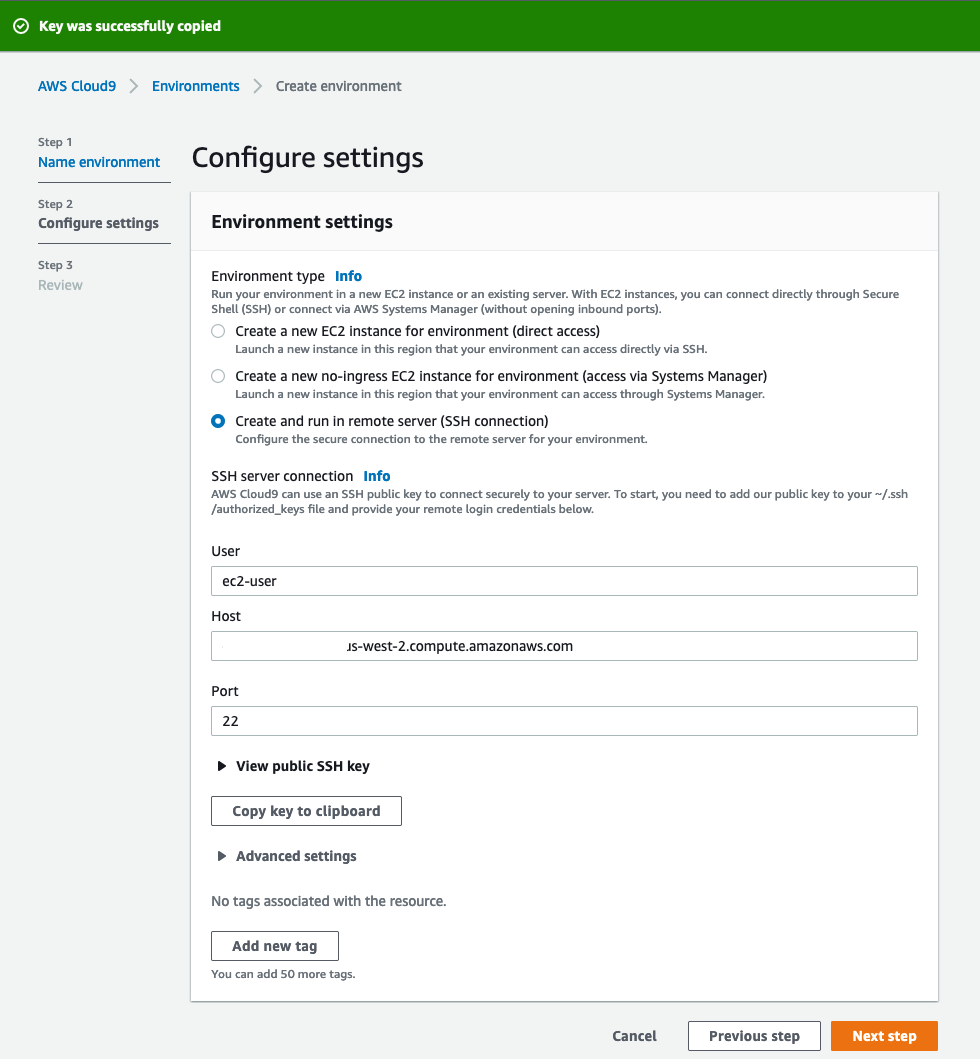 Key was successfully copied
AWS Cloud9 > Environments > Create environment
Step 1
Name environment
Step 2
Configure settings
Step 3
Review
Configure settings
Environment settings
Environment type Info
Run your environment in a new EC2 instance or an existing server. With EC2 instances, you can connect directly through Secure
Shell (SSH) or connect via AWS Systems Manager (without opening inbound ports).
Create a new EC2 instance for environment (direct access)
Launch a new instance in this region that your environment can access directly via SSH.
Create a new no-ingress EC2 instance for environment (access via Systems Manager)
Launch a new instance in this region that your environment can access through Systems Manager.
Create and run in remote server (SSH connection)
Configure the secure connection to the remote server for your environment.
SSH server connection Info
AWS Cloud9 can use an SSH public key to connect securely to your server. To start, you need to add our public key to your ~/.ssh
/authorized_keys file and provide your remote login credentials below.
User
ec2-user
Host
us-west-2.compute.amazonaws.com
Port
22
View public SSH key
Copy key to clipboard
Advanced settings
No tags associated with the resource.
Add new tag
You can add 50 more tags.
Cancel
Previous step
Next step